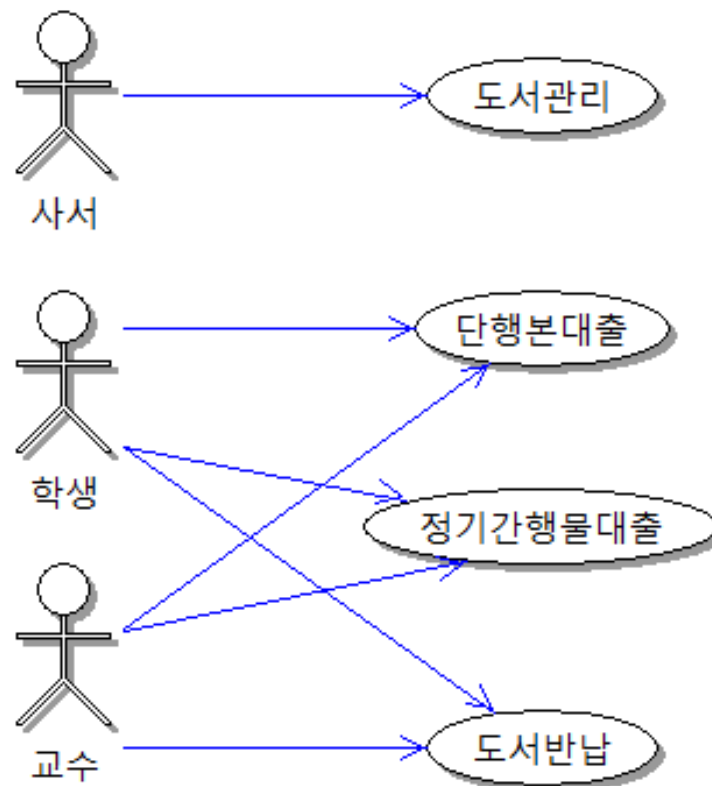 도서관리
사서
단행본대출
학생
정기간행물대출
교수
도서반납